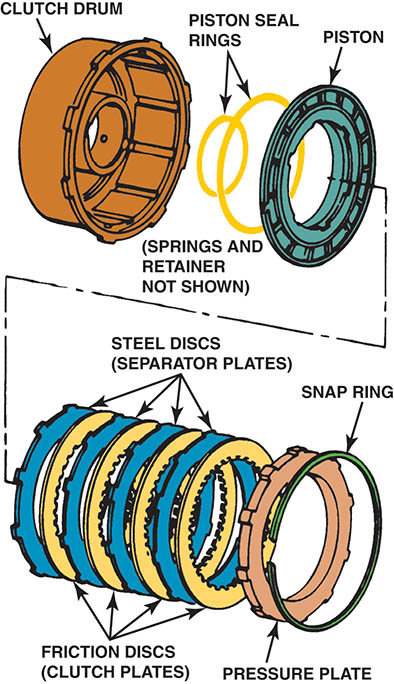 CLUTCH DRUM
PISTON SEAL
RINGS
PISTON
(SPRINGS AND
RETAINER
NOT SHOWN)
STEEL DISCS
(SEPARATOR PLATES)
SNAP RING
FRICTION DISCS
(CLUTCH PLATES)
PRESSURE PLATE